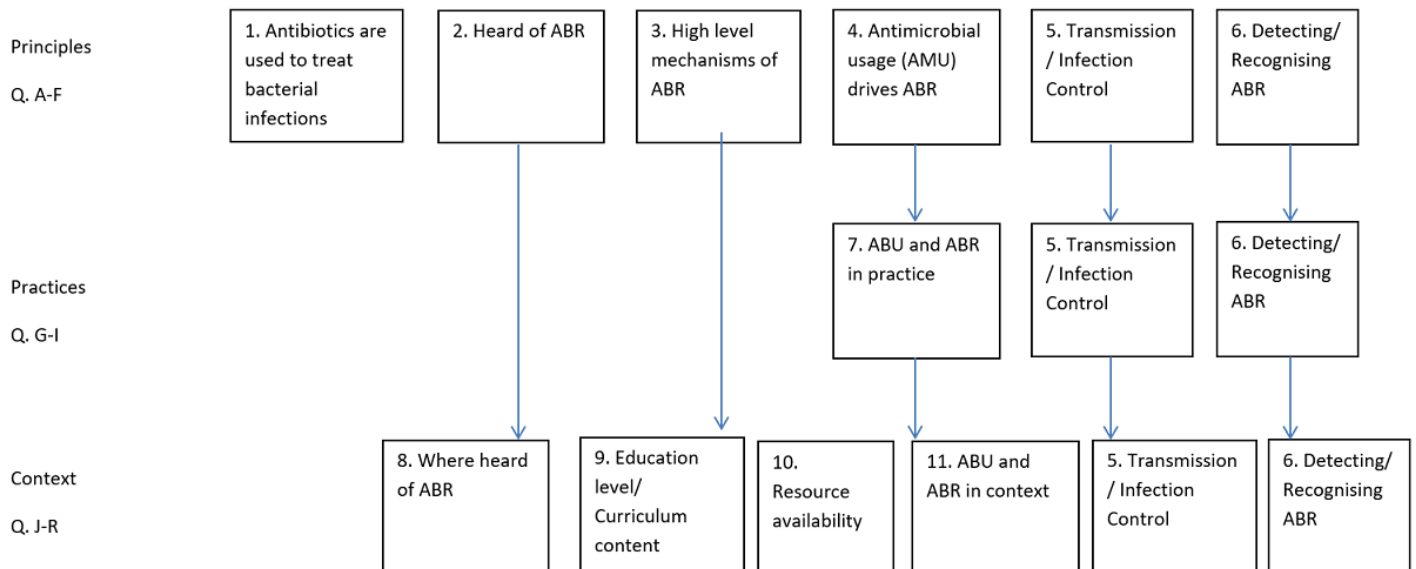 Principles
Q. A-F
1. Antibiotics are
used to treat
bacterial
infections
2. Heard of ABR
3. High level
mechanisms of
ABR
4. Antimicrobial
usage (AMU)
drives ABR
5. Transmission
/ Infection
Control
6. Detecting/
Recognising
ABR
Practices
Q. G-I
7. ABU and ABR
in practice
5. Transmission
/ Infection
Control
6. Detecting/
Recognising
ABR
Context
Q. J-R
8. Where heard
of ABR
9. Education
level/
Curriculum
content
10.
Resource
availability
11. ABU and
ABR in context
5. Transmission
/ Infection
Control
6. Detecting/
Recognising
ABR